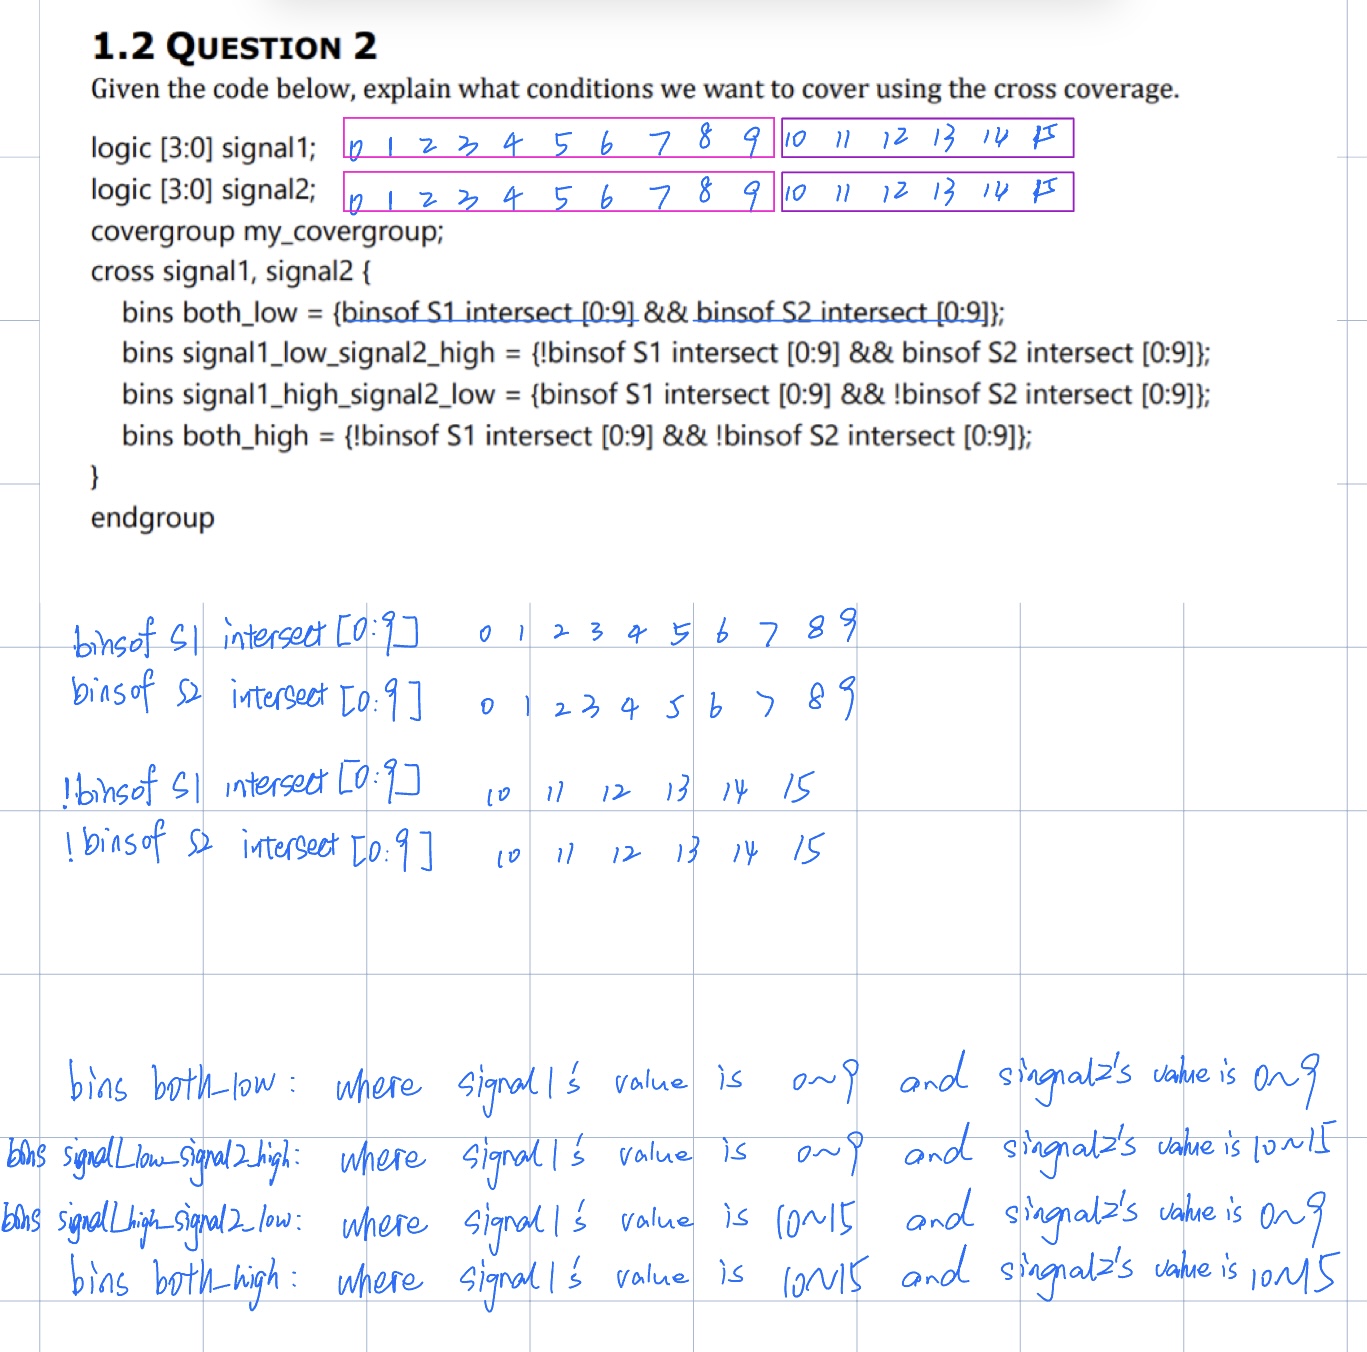 1.2 QUESTION 2
Given the code below, explain what conditions we want to cover using the cross coverage.
logic [3:0] signal1; 0 1 2 3 4 5 6 7 8 9 10 11 12 13 14 15
logic [3:0] signal2; 0 1 2 3 4 5 6 7 8 9 10 11 12 13 14 15
covergroup my_covergroup;
cross signal1, signal2 {
bins both_low = {binsof S1 intersect [0:9] && binsof S2 intersect [0:9]};
bins signal1_low_signal2_high = {!binsof S1 intersect [0:9] && binsof S2 intersect [0:9]};
bins signal1_high_signal2_low = {binsof S1 intersect [0:9] && !binsof S2 intersect [0:9]};
bins both_high = {!binsof S1 intersect [0:9] && !binsof S2 intersect [0:9]};
}
endgroup
binsof S1 intersect [0:9] 0 1 2 3 4 5 6 7 8 9
binsof S2 intersect [0:9] 0 1 2 3 4 5 6 7 8 9
!binsof S1 intersect [0:9] 10 11 12 13 14 15
!binsof S2 intersect [0:9] 10 11 12 13 14 15
bins both_low: where signal1's value is 0~9 and singnal2's value is 0~9
bins signal1_low_signal2_high: where signal1's value is 0~9 and singnal2's value is 10~15
bins signal1_high_signal2_low: where signal1's value is 10~15 and singnal2's value is 0~9
bins both_high: where signal1's value is 10~15 and singnal2's value is 10~15